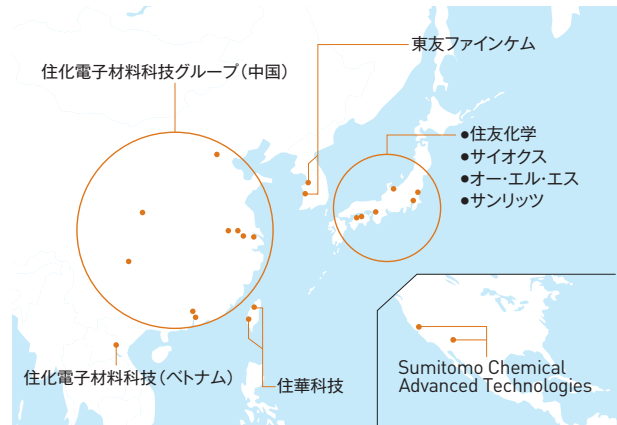 東友ファインケム
住化電子材料科技グループ（中国）
●住友化学
●サイオクス
●オー・エル・エス
●サンリッツ
住化電子材料科技（ベトナム）
住華科技
Sumitomo Chemical
Advanced Technologies